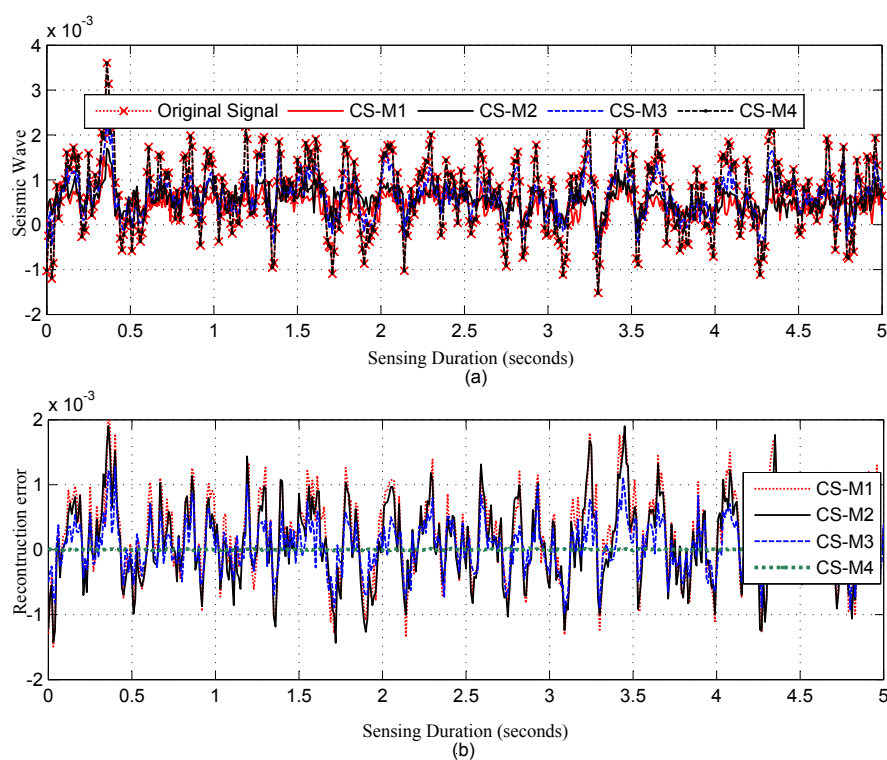 x 10-3
4
3
2
1
0
-1
-2
Seismic Wave
Original Signal CS-M1 CS-M2 CS-M3 CS-M4
0 0.5 1 1.5 2 2.5 3 3.5 4 4.5 5
Sensing Duration (seconds)
(a)
x 10-3
2
1
0
-1
-2
Recontruction error
CS-M1
CS-M2
CS-M3
CS-M4
0 0.5 1 1.5 2 2.5 3 3.5 4 4.5 5
Sensing Duration (seconds)
(b)